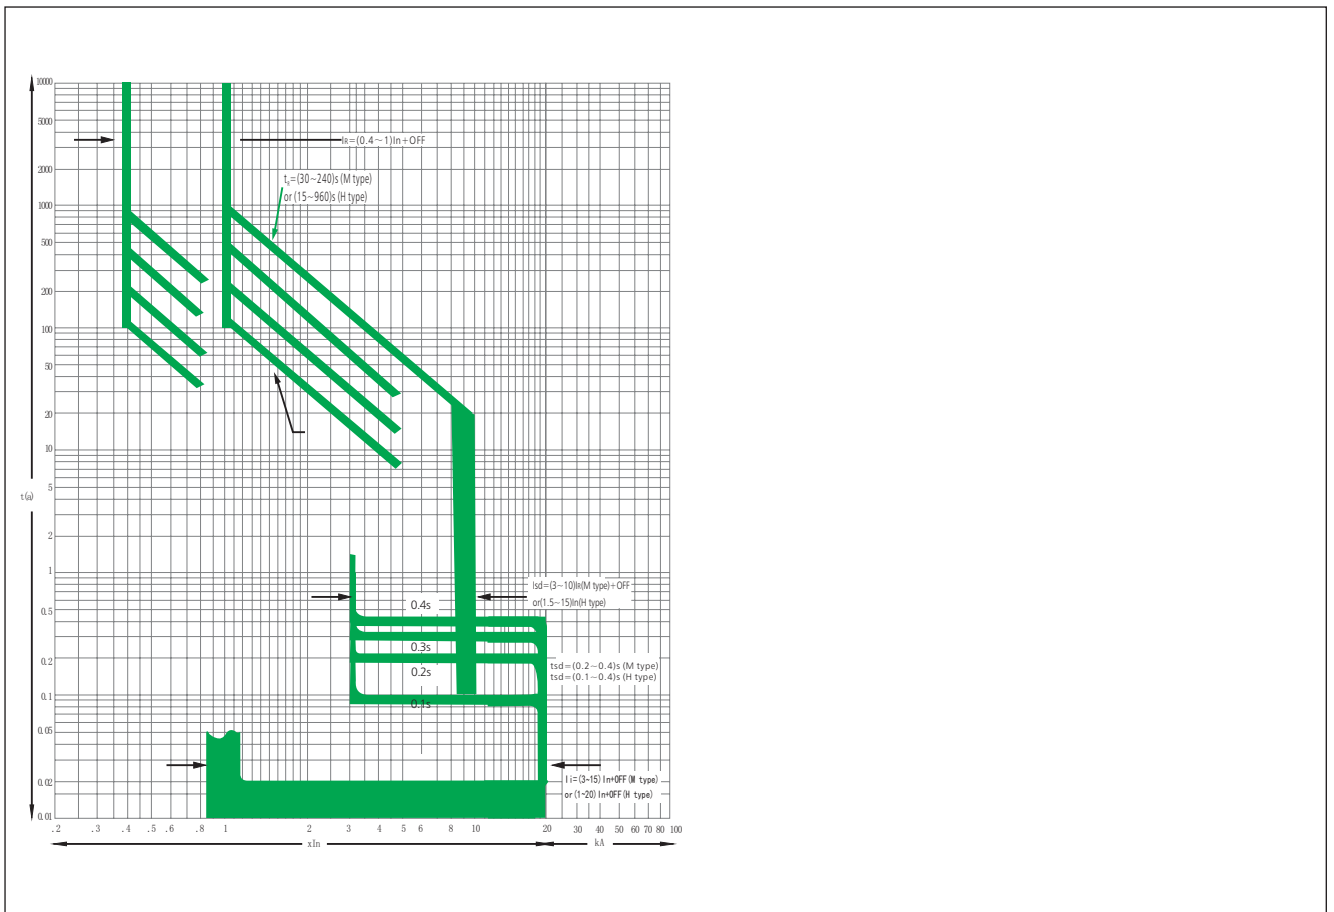 10000
5000
2000
1000
500
200
100
50
20
10
5
2
1
0.5
0.2
0.1
0.05
0.02
0.01
t(a)
IR=(0.4～1)In+OFF
tR=(30~240)s (M type)
or (15~960)s (H type)
Isd=(3~10)IR(M type)+OFF
or(1.5~15)In(H type)
0.4s
0.3s
0.2s
0.1s
tsd=(0.2~0.4)s (M type)
tsd=(0.1~0.4)s (H type)
Ii=(3~15) In+OFF (M type)
or (1~20) In+OFF (H type)
.2 .3 .4 .5 .6 .8 1 2 3 4 5 6 8 10 20 30 40 50 60 70 80 100
xIn kA